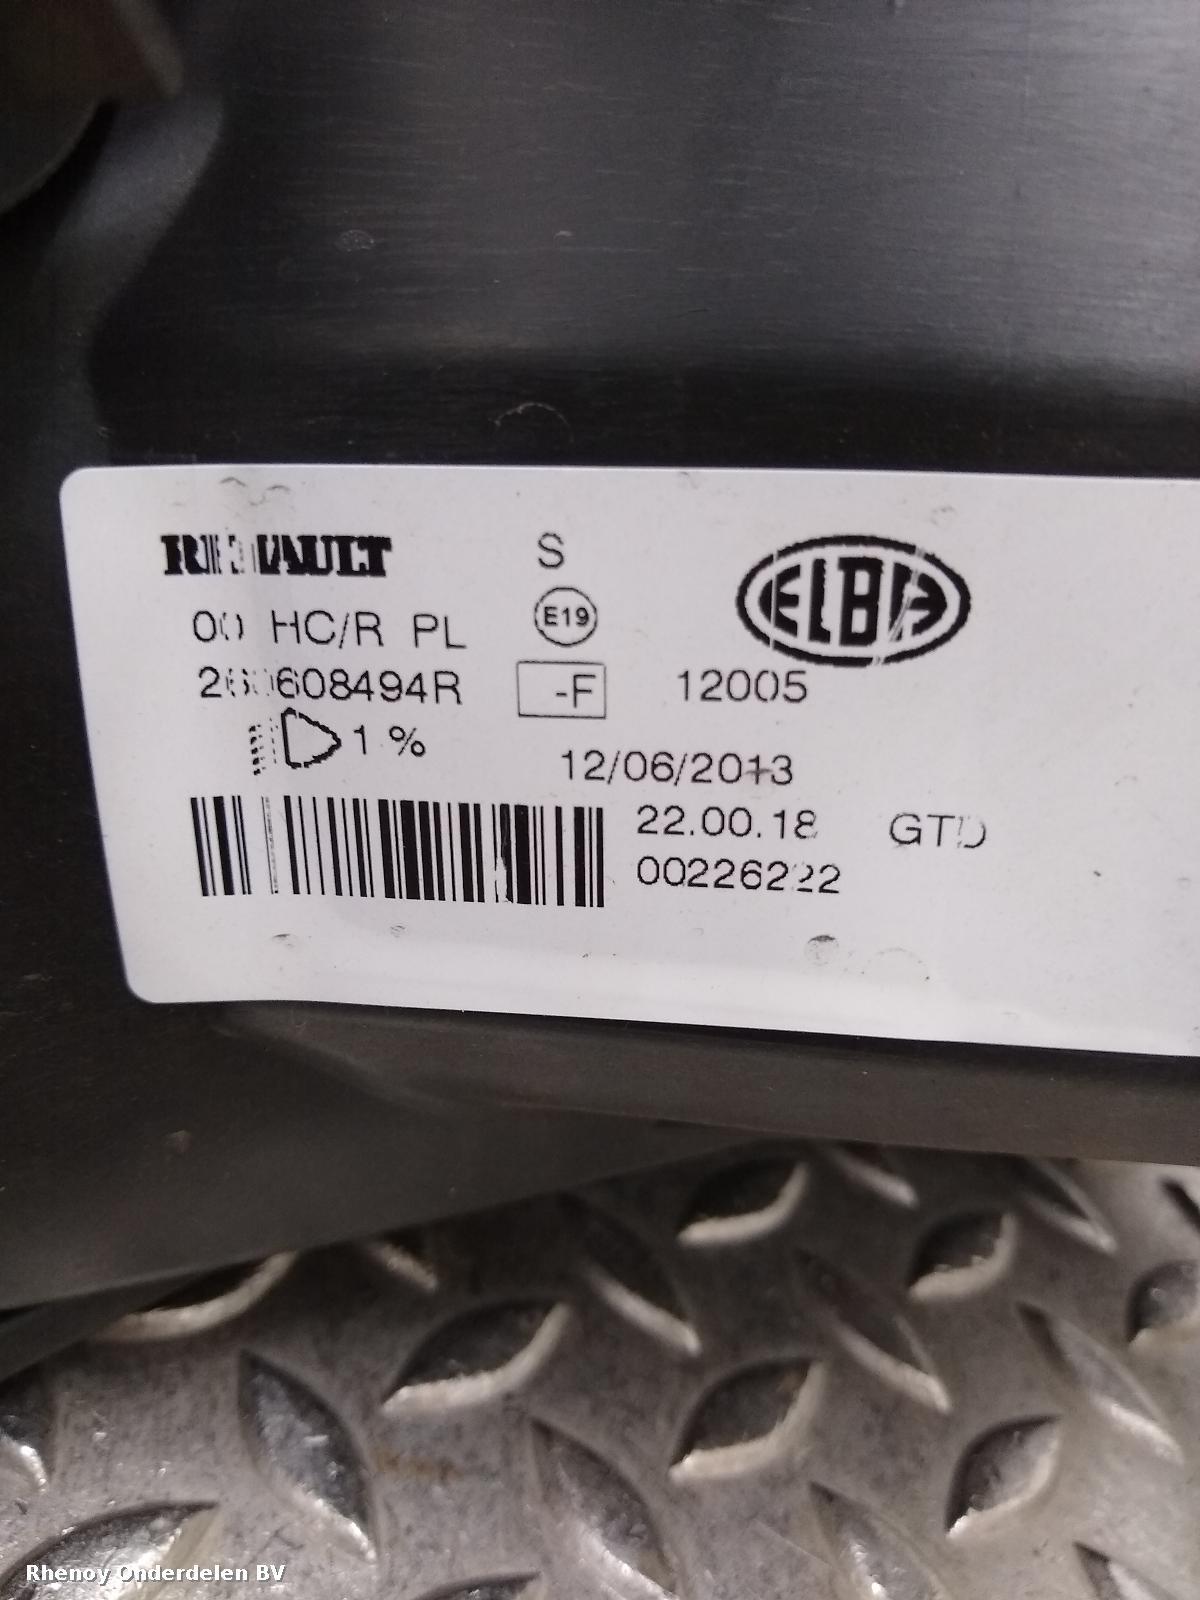 RENAULT S ELBA
00 HC/R PL E19
260608494R -F 12005
1 %
12/06/2013
22.00.18 GTD
00226222
Rhenoy Onderdelen BV